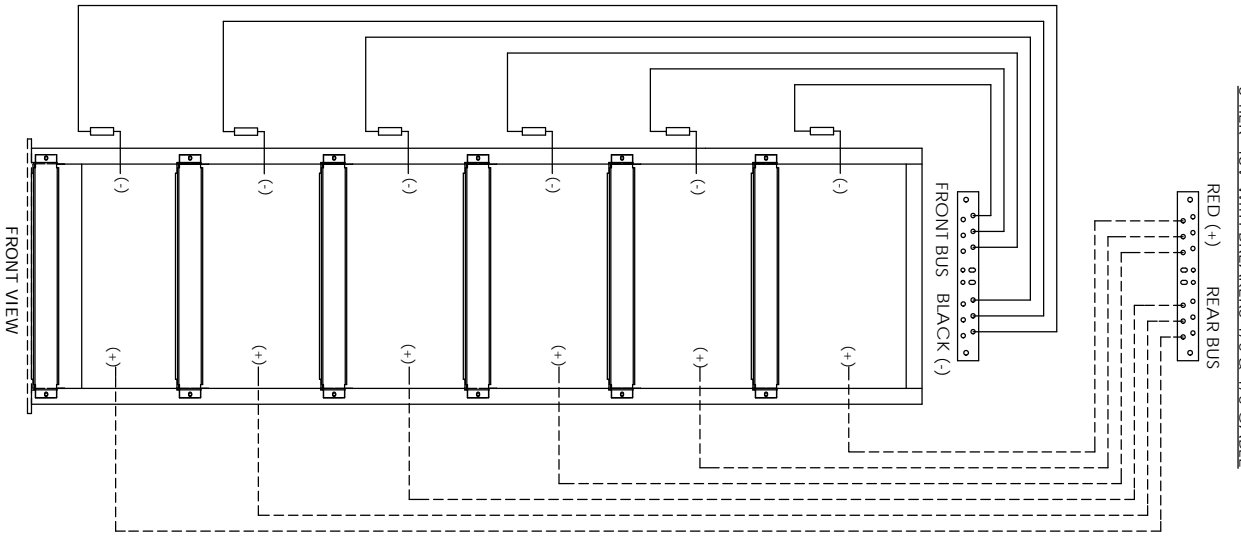 RED (+) REAR BUS
FRONT BUS BLACK (-)
(-) (+)
(-) (+)
(-) (+)
(-) (+)
(-) (+)
(-) (+)
FRONT VIEW